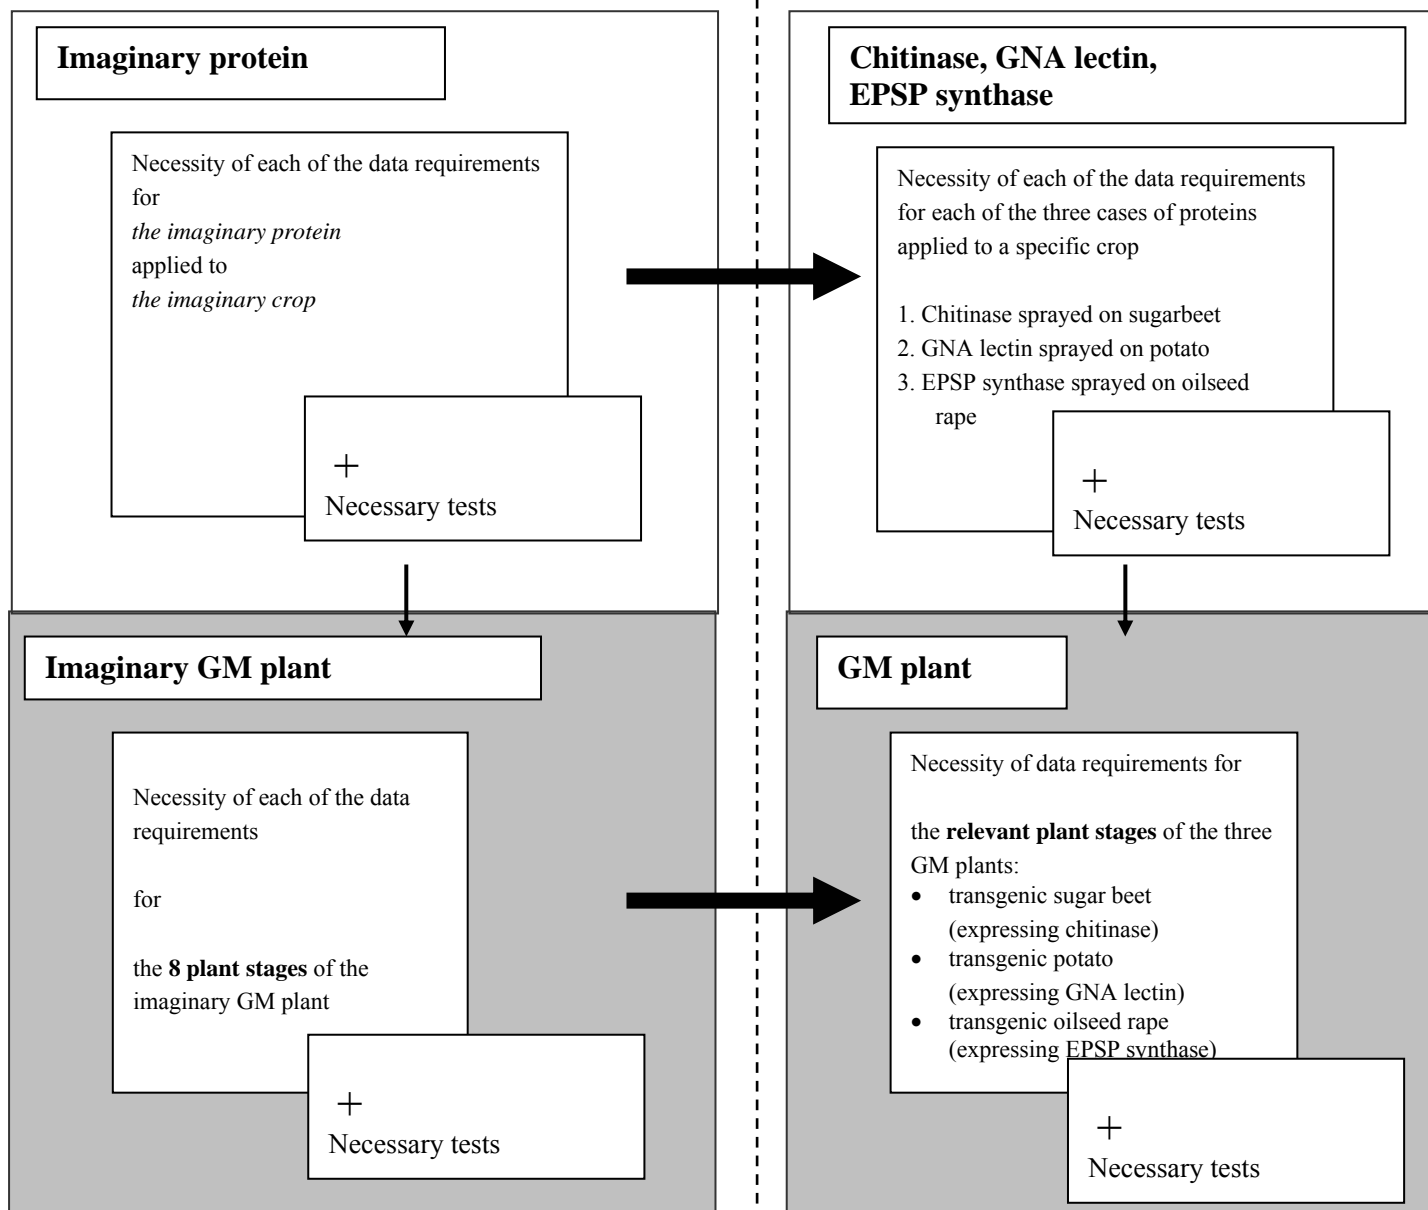 Imaginary protein
Necessity of each of the data requirements
for
the imaginary protein
applied to
the imaginary crop
+
Necessary tests
Chitinase, GNA lectin,
EPSP synthase
Necessity of each of the data requirements
for each of the three cases of proteins
applied to a specific crop
1. Chitinase sprayed on sugarbeet
2. GNA lectin sprayed on potato
3. EPSP synthase sprayed on oilseed
rape
+
Necessary tests
Imaginary GM plant
Necessity of each of the data
requirements
for
the 8 plant stages of the
imaginary GM plant
+
Necessary tests
GM plant
Necessity of data requirements for
the relevant plant stages of the three
GM plants:
• transgenic sugar beet
(expressing chitinase)
• transgenic potato
(expressing GNA lectin)
• transgenic oilseed rape
(expressing EPSP synthase)
+
Necessary tests